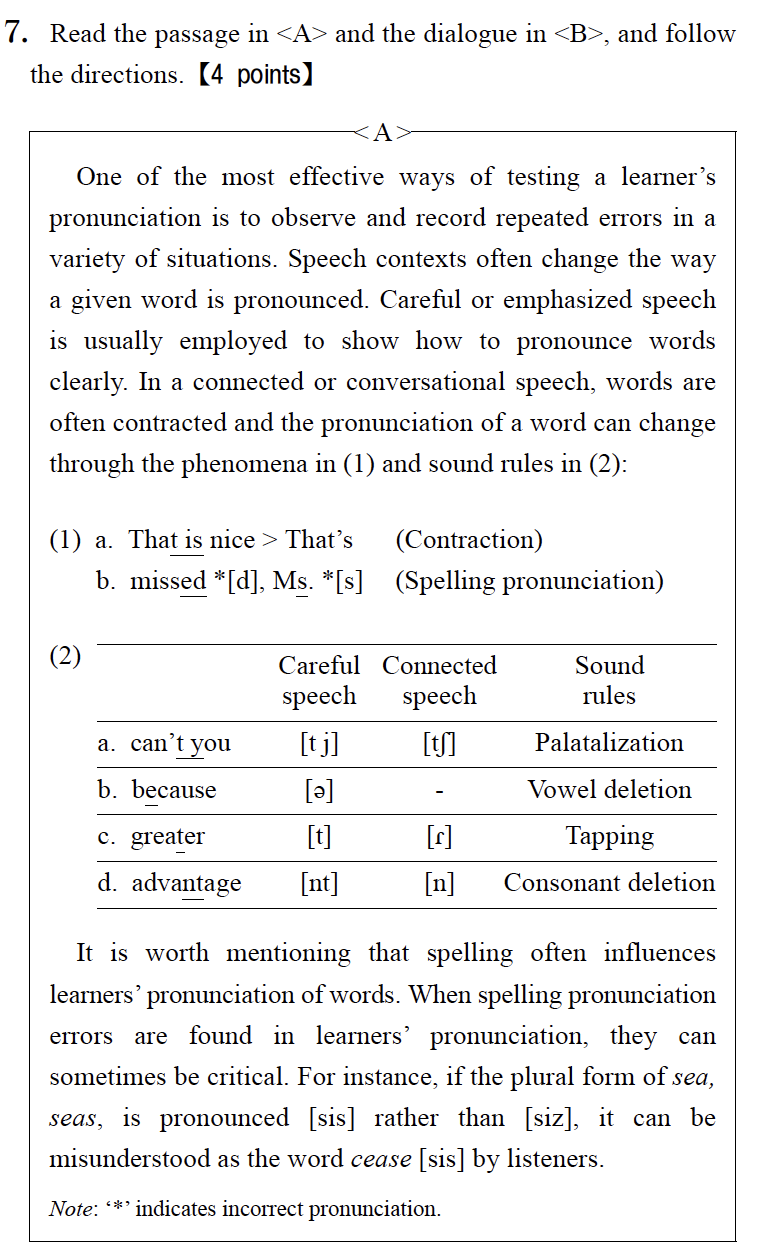 7. Read the passage in <A> and the dialogue in <B>, and follow
the directions. 【4 points】
<A>
One of the most effective ways of testing a learner’s
pronunciation is to observe and record repeated errors in a
variety of situations. Speech contexts often change the way
a given word is pronounced. Careful or emphasized speech
is usually employed to show how to pronounce words
clearly. In a connected or conversational speech, words are
often contracted and the pronunciation of a word can change
through the phenomena in (1) and sound rules in (2):
(1) a. That is nice > That’s (Contraction)
b. missed *[d], Ms. *[s] (Spelling pronunciation)
(2)
Careful Connected Sound
speech speech rules
a. can’t you [t j] [tʃ] Palatalization
b. because [ə] - Vowel deletion
c. greater [t] [ɾ] Tapping
d. advantage [nt] [n] Consonant deletion
It is worth mentioning that spelling often influences
learners’ pronunciation of words. When spelling pronunciation
errors are found in learners’ pronunciation, they can
sometimes be critical. For instance, if the plural form of sea,
seas, is pronounced [sis] rather than [siz], it can be
misunderstood as the word cease [sis] by listeners.
Note: ‘*’ indicates incorrect pronunciation.